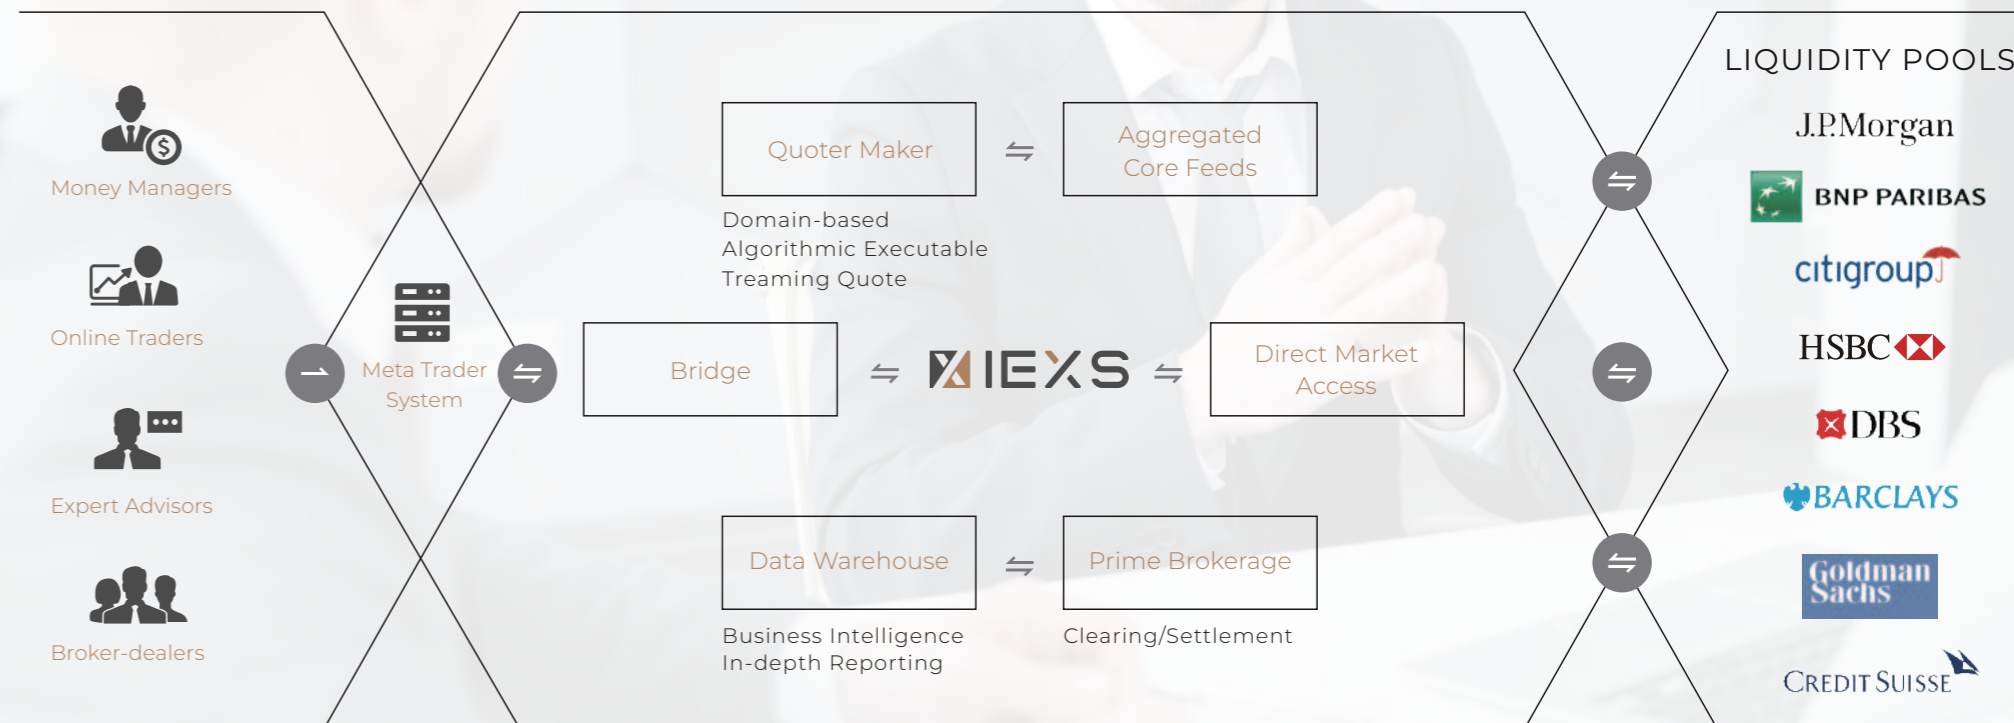 LIQUIDITY POOLS
Money Managers
Online Traders
Expert Advisors
Broker-dealers
Meta Trader
System
Quoter Maker
Domain-based
Algorithmic Executable
Treaming Quote
Aggregated
Core Feeds
Bridge
IEXS
Direct Market
Access
Data Warehouse
Business Intelligence
In-depth Reporting
Prime Brokerage
Clearing/Settlement
J.P.Morgan
BNP PARIBAS
citigroup
HSBC
DBS
BARCLAYS
Goldman
Sachs
CREDIT SUISSE